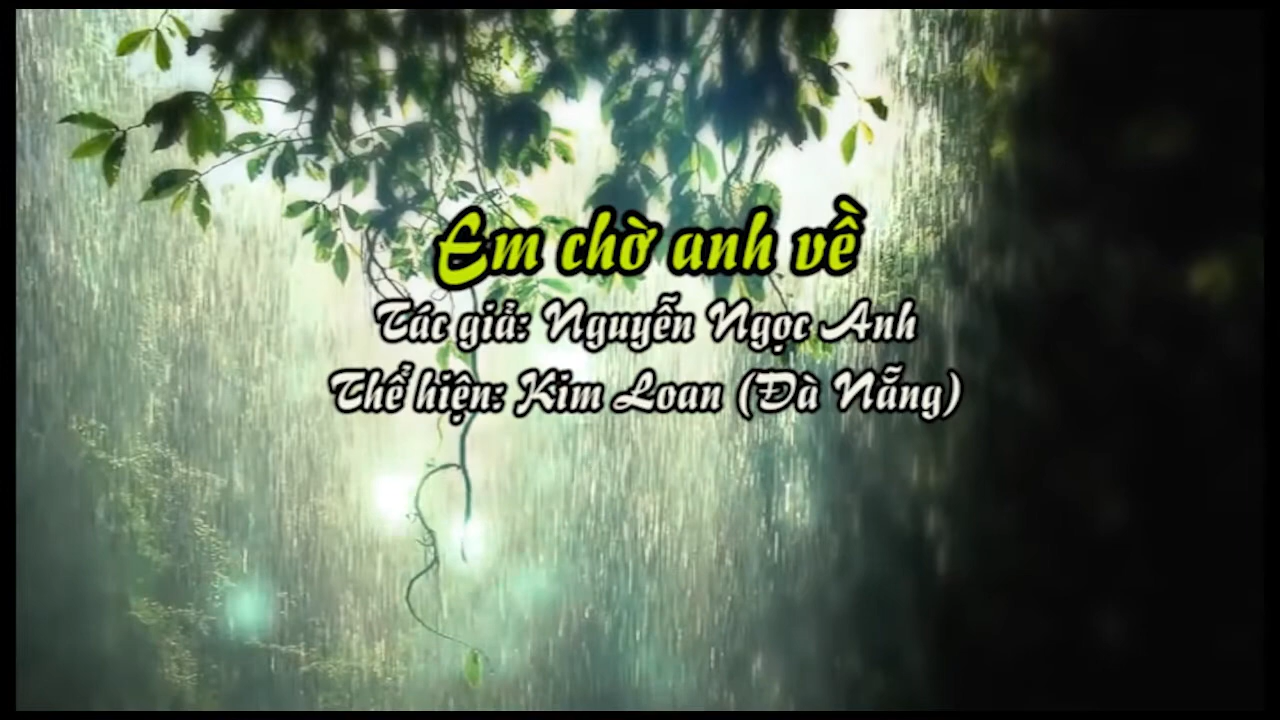 Em chờ anh về
Tác giả: Nguyễn Ngọc Anh
Thể hiện: Kim Loan (Đà Nẵng)